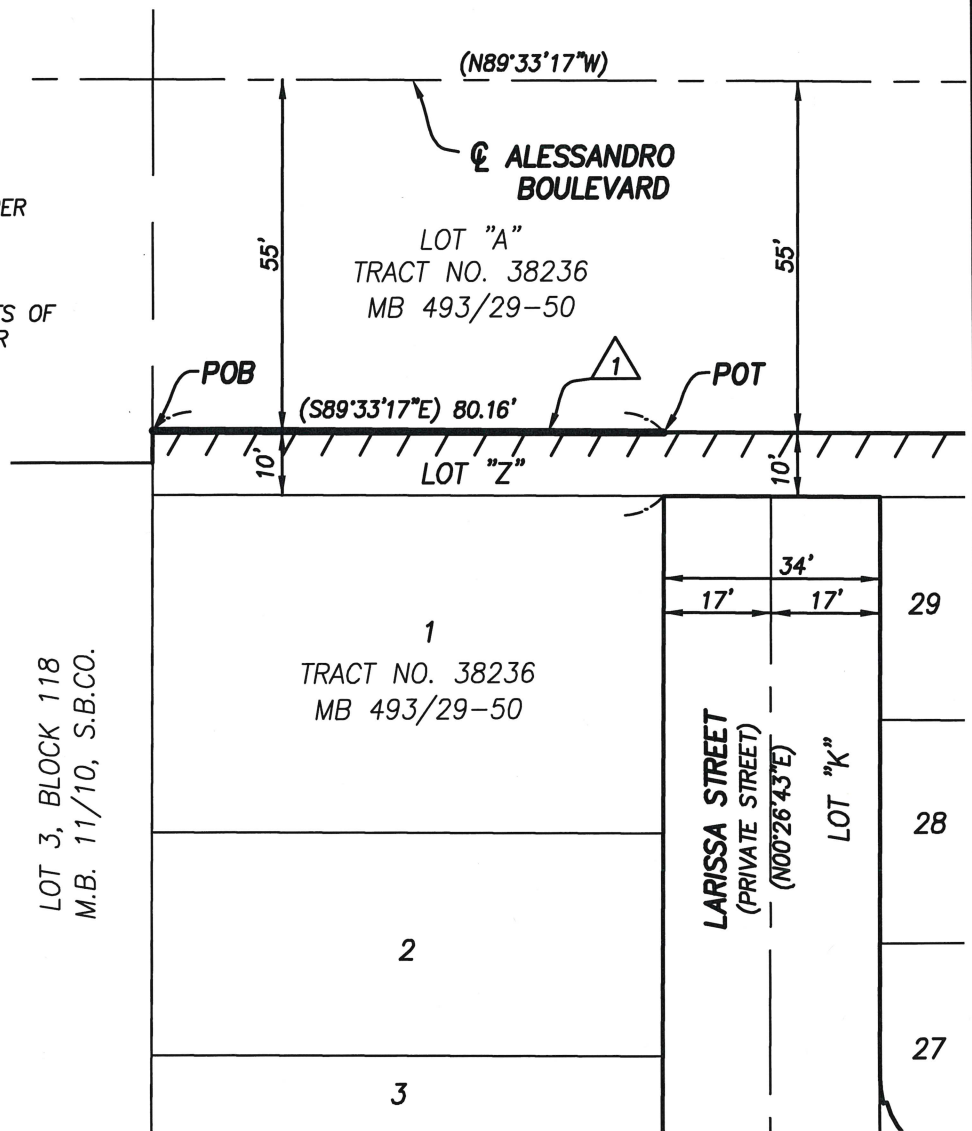 (N89°33'17"W)
℄ ALESSANDRO
BOULEVARD
55'
55'
LOT "A"
TRACT NO. 38236
MB 493/29-50
TS OF
POB
1
POT
(S89°33'17"E) 80.16'
10'
LOT "Z"
10'
34'
17'
17'
29
1
TRACT NO. 38236
MB 493/29-50
LOT 3, BLOCK 118
M.B. 11/10, S.B.CO.
LARISSA STREET
(PRIVATE STREET)
(N00°26'43"E)
LOT "K"
28
2
27
3